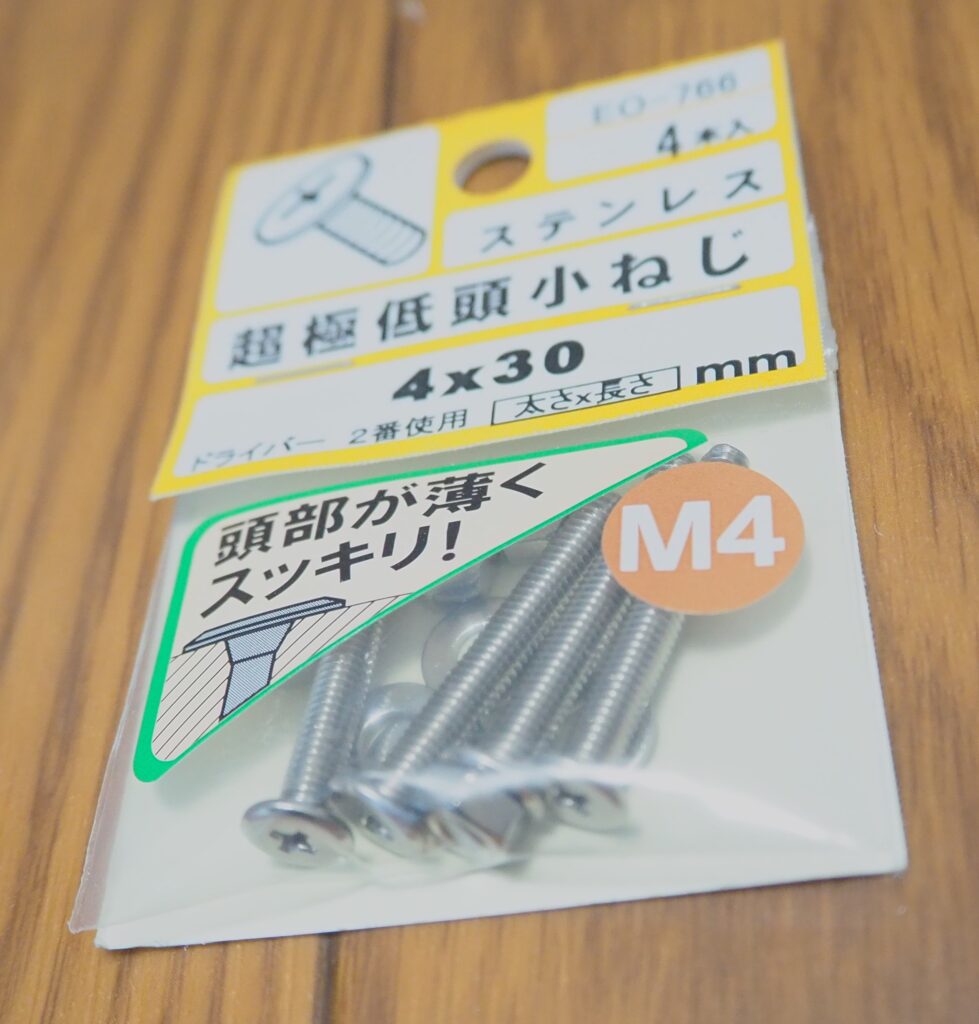 EO-766
4本入
ステンレス
超極低頭小ねじ
4x30
ドライバー 2番使用 太さx長さ mm
頭部が薄く
スッキリ!
M4